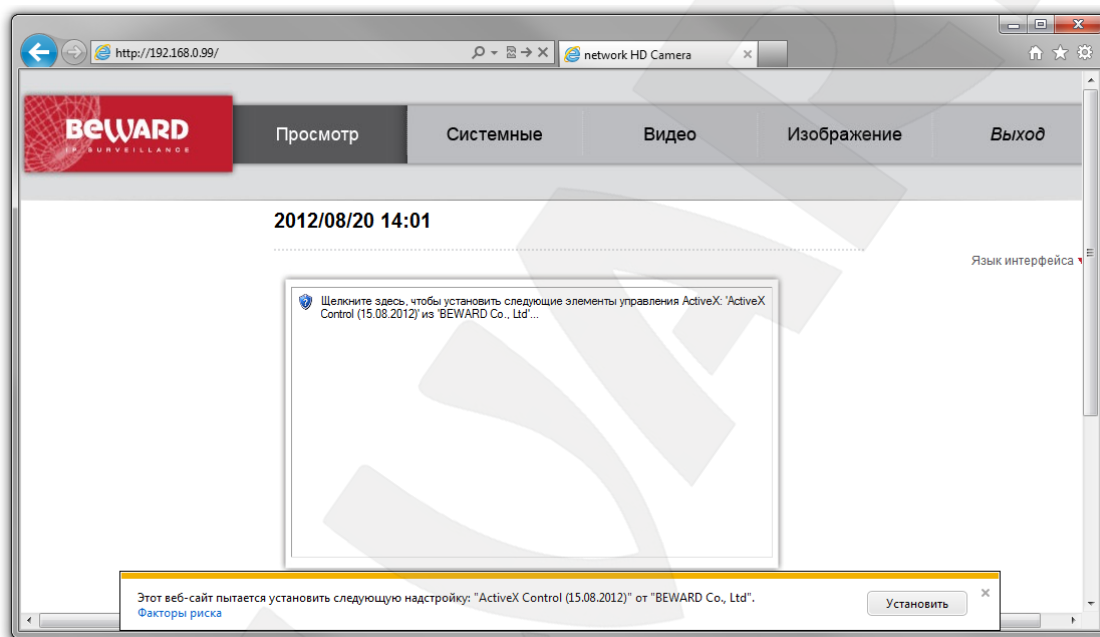 http://192.168.0.99/
network HD Camera
BEWARD
IP SURVEILLANCE
Просмотр
Системные
Видео
Изображение
Выход
2012/08/20 14:01
Язык интерфейса
Щелкните здесь, чтобы установить следующие элементы управления ActiveX: 'ActiveX
Control (15.08.2012)' из 'BEWARD Co., Ltd'...
Этот веб-сайт пытается установить следующую надстройку: "ActiveX Control (15.08.2012)" от "BEWARD Co., Ltd".
Факторы риска
Установить